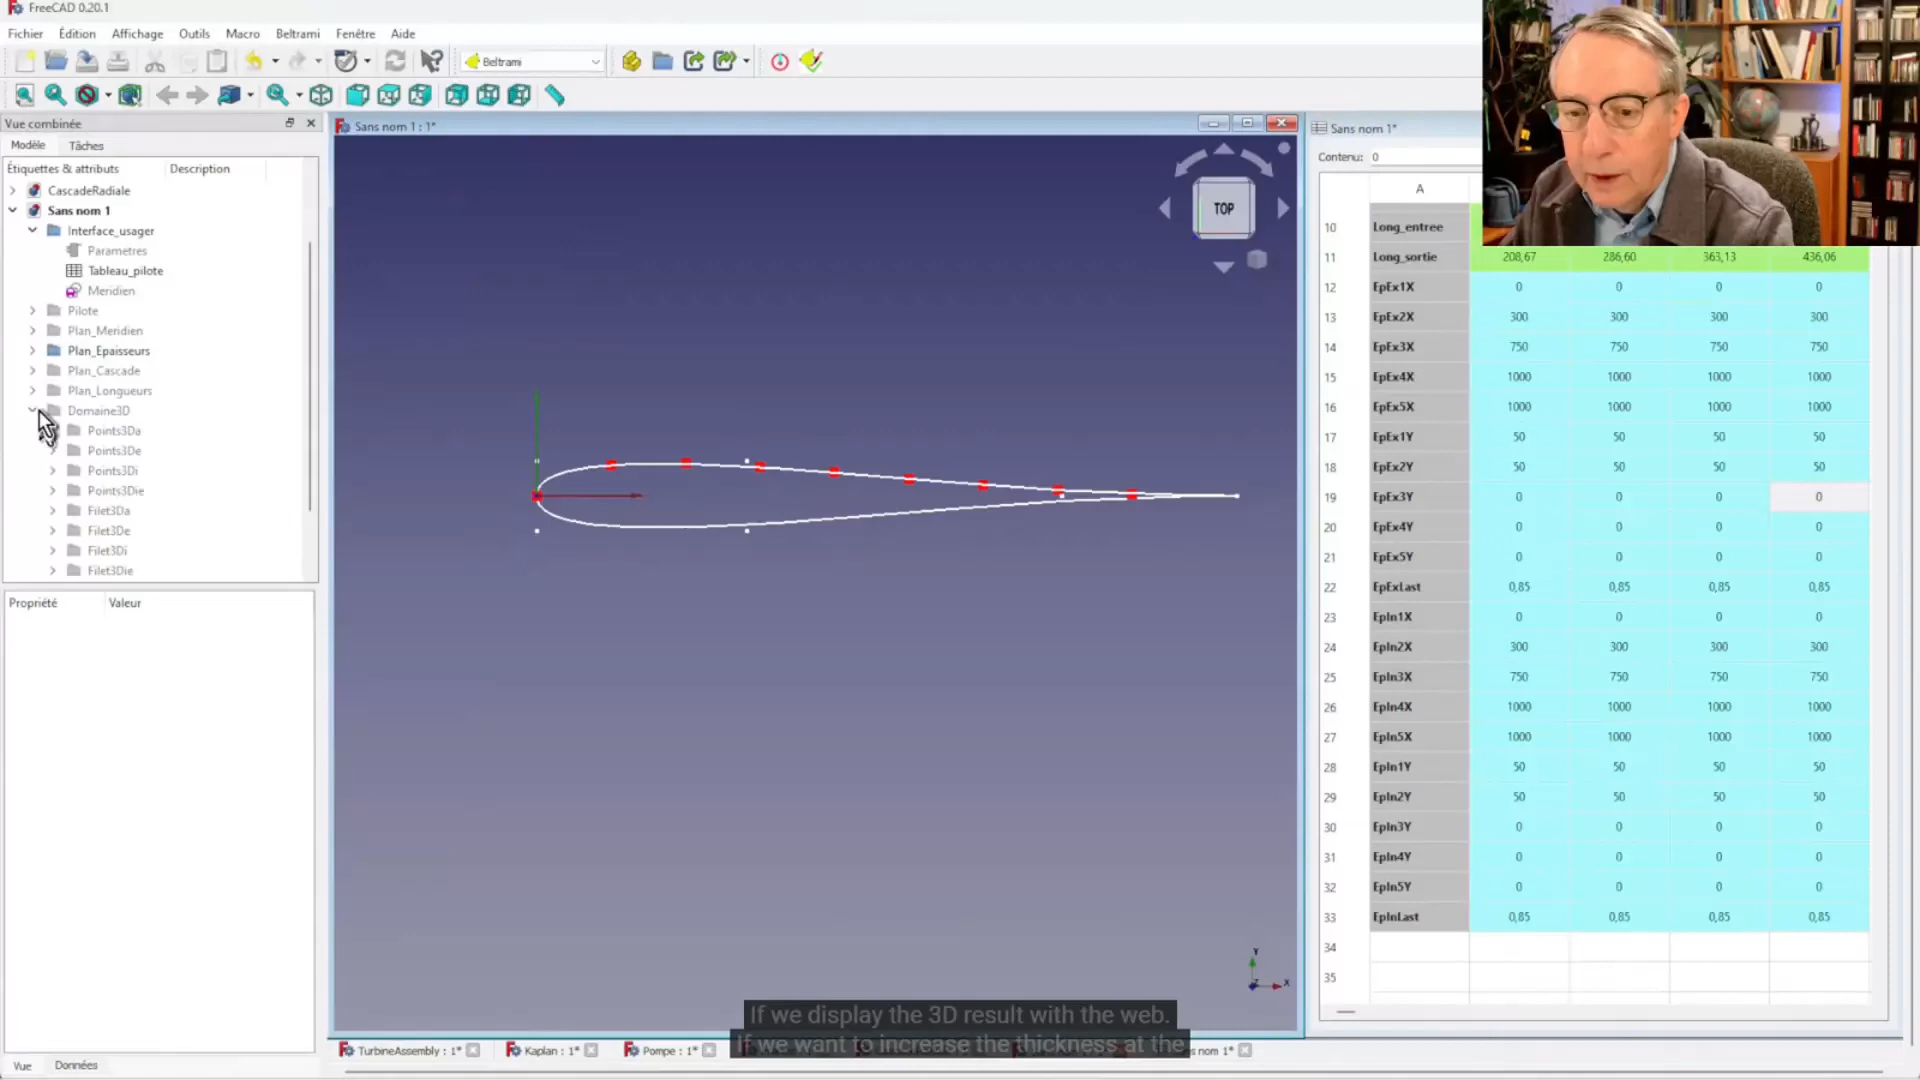 FreeCAD 0.20.1
Fichier Édition Affichage Outils Macro Beltrami Fenêtre Aide
Beltrami
Vue combinée
Modèle Tâches
Étiquettes & attributs Description
CascadeRadiale
Sans nom 1
Interface_usager
Parametres
Tableau_pilote
Meridien
Pilote
Plan_Meridien
Plan_Epaisseurs
Plan_Cascade
Plan_Longueurs
Domaine3D
Points3Da
Points3De
Points3Di
Points3Die
Filet3Da
Filet3De
Filet3Di
Filet3Die
Propriété Valeur
Vue Données
Sans nom 1 : 1*
TOP
Y
Z
X
If we display the 3D result with the web.
If we want to increase the thickness at the
TurbineAssembly : 1* Kaplan : 1* Pompe : 1* s nom 1*
Sans nom 1*
Contenu: 0
A
10 Long_entree
11 Long_sortie 208,67 286,60 363,13 436,06
12 EpEx1X 0 0 0 0
13 EpEx2X 300 300 300 300
14 EpEx3X 750 750 750 750
15 EpEx4X 1000 1000 1000 1000
16 EpEx5X 1000 1000 1000 1000
17 EpEx1Y 50 50 50 50
18 EpEx2Y 50 50 50 50
19 EpEx3Y 0 0 0 0
20 EpEx4Y 0 0 0 0
21 EpEx5Y 0 0 0 0
22 EpExLast 0,85 0,85 0,85 0,85
23 EpIn1X 0 0 0 0
24 EpIn2X 300 300 300 300
25 EpIn3X 750 750 750 750
26 EpIn4X 1000 1000 1000 1000
27 EpIn5X 1000 1000 1000 1000
28 EpIn1Y 50 50 50 50
29 EpIn2Y 50 50 50 50
30 EpIn3Y 0 0 0 0
31 EpIn4Y 0 0 0 0
32 EpIn5Y 0 0 0 0
33 EpInLast 0,85 0,85 0,85 0,85
34
35